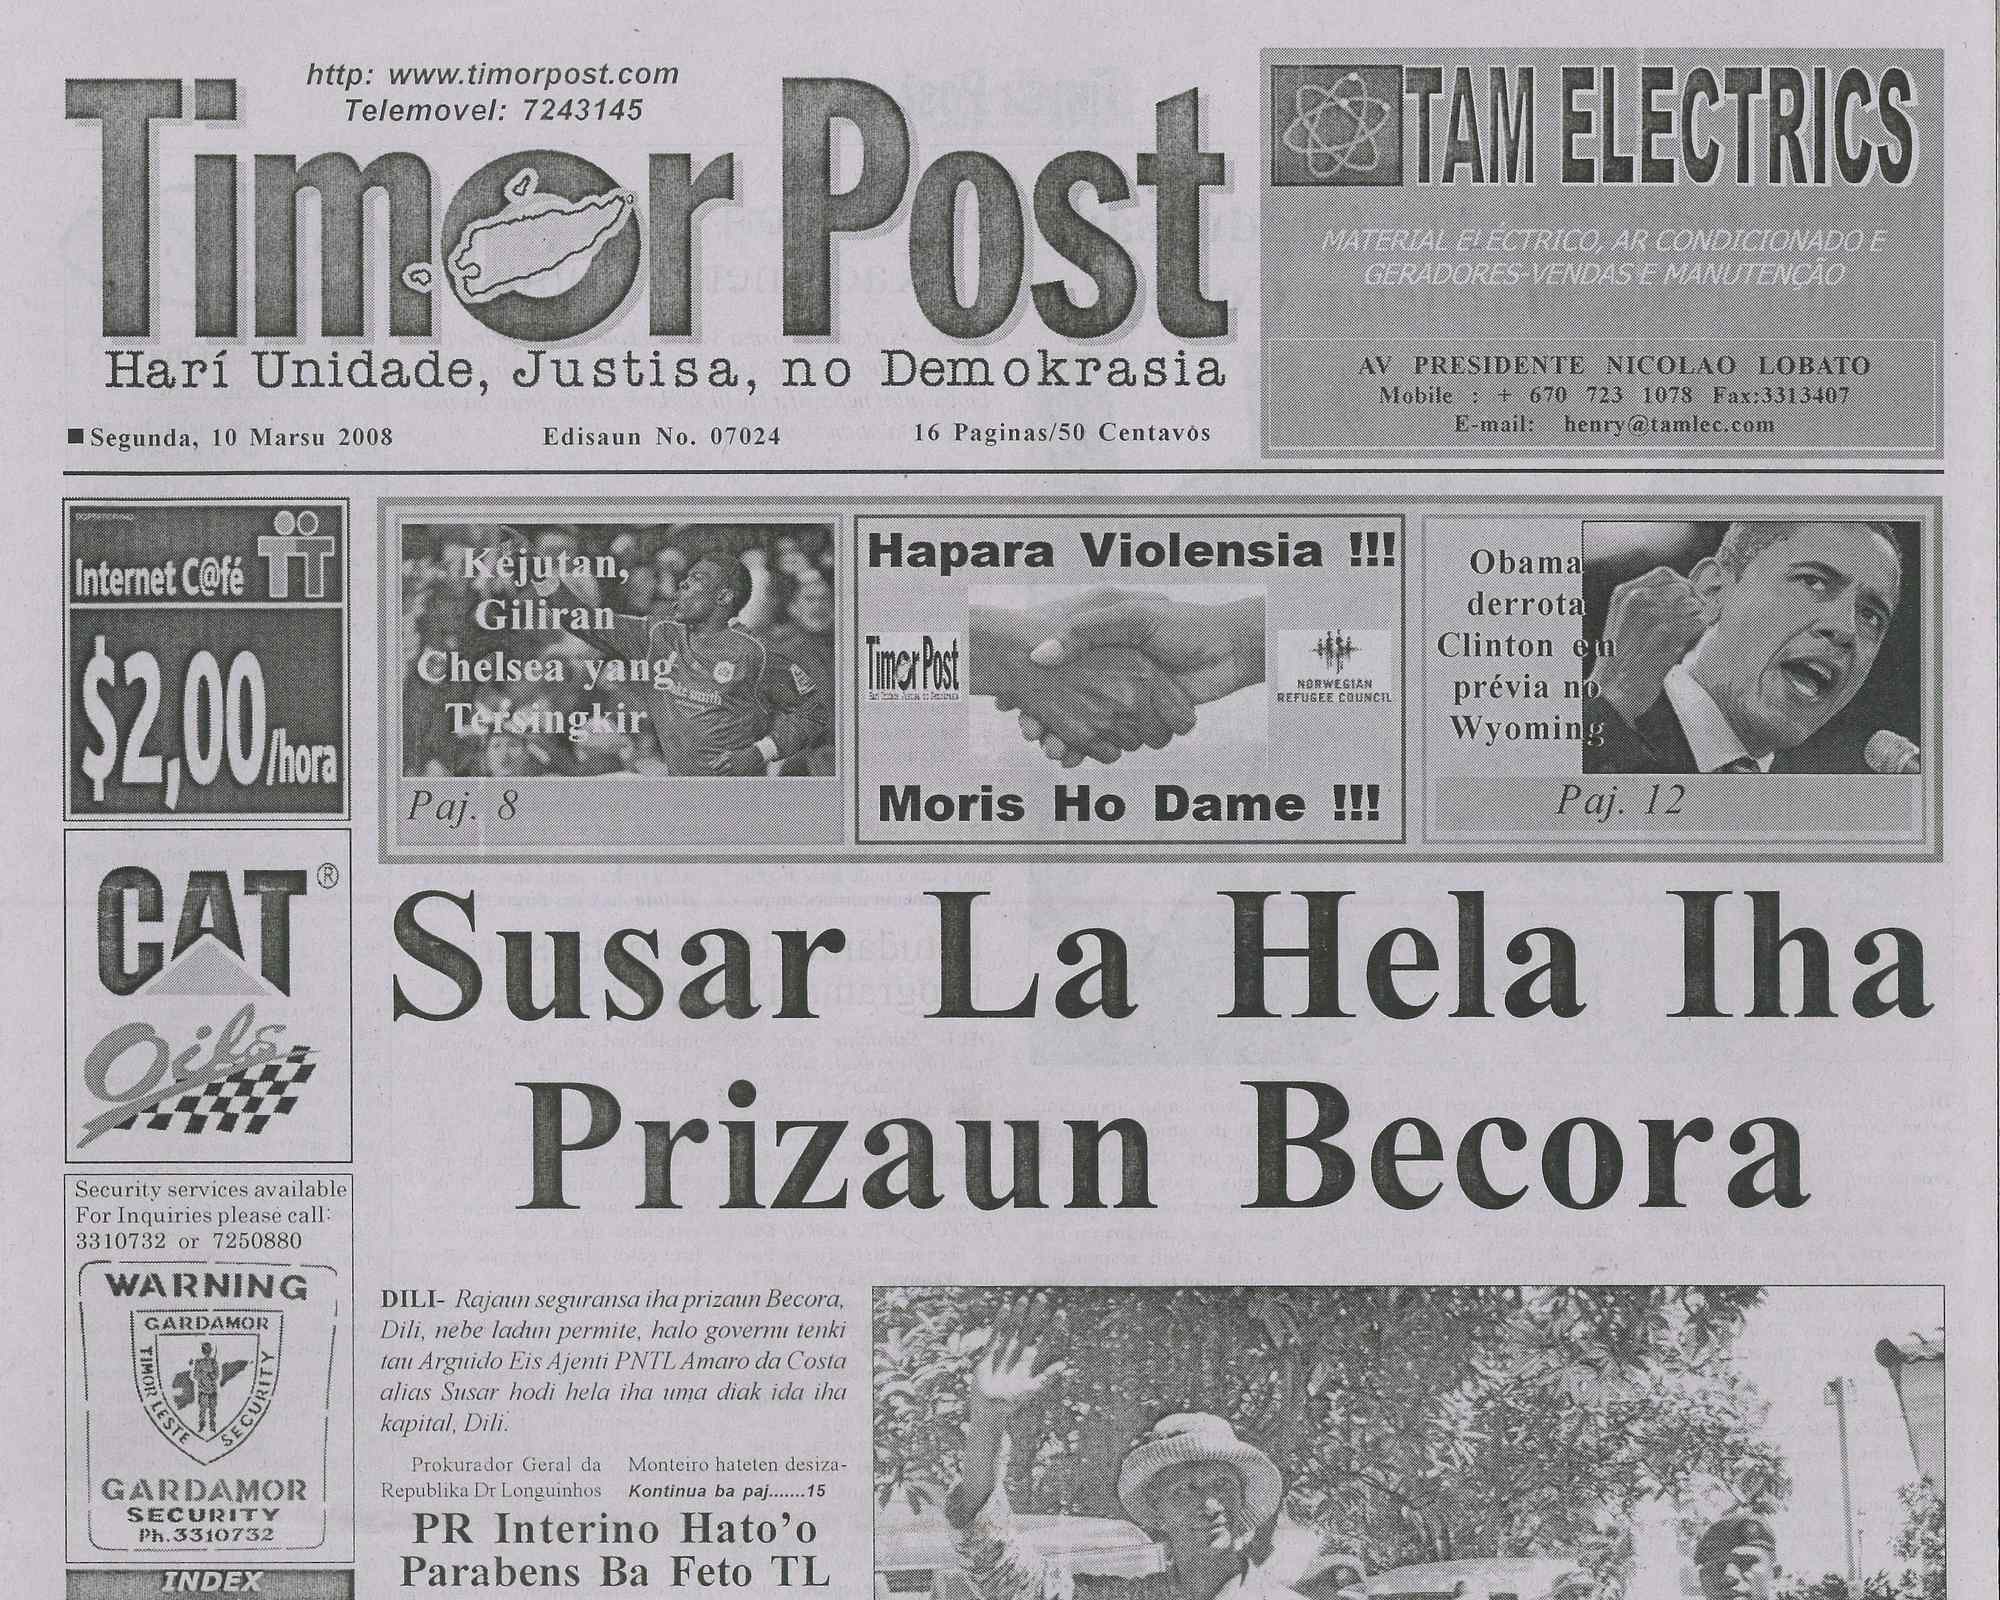 http: www.timorpost.com
Telemovel: 7243145
Timor Post
Harí Unidade, Justisa, no Demokrasia
Segunda, 10 Marsu 2008
Edisaun No. 07024
16 Paginas/50 Centavos
TAM ELECTRICS
MATERIAL ELÉCTRICO, AR CONDICIONADO E
GERADORES-VENDAS E MANUTENÇÃO
AV PRESIDENTE NICOLAO LOBATO
Mobile : + 670 723 1078 Fax:3313407
E-mail: henry@tamlec.com
Internet C@fé
TT
$2,00/hora
Kejutan,
Giliran
Chelsea yang
Tersingkir
Paj. 8
Hapara Violensia !!!
Timor Post
NORWEGIAN
REFUGEE COUNCIL
Moris Ho Dame !!!
Obama
derrota
Clinton em
prévia no
Wyoming
Paj. 12
CAT®
Oils
Security services available
For Inquiries please call:
3310732 or 7250880
WARNING
GARDAMOR
TIMOR LESTE
SECURITY
GARDAMOR
SECURITY
Ph.3310732
INDEX
Susar La Hela Iha
Prizaun Becora
DILI- Rajaun seguransa iha prizaun Becora,
Dili, nebe ladun permite, halo governu tenki
tau Arguido Eis Ajenti PNTL Amaro da Costa
alias Susar hodi hela iha uma diak ida iha
kapital, Dili.
Prokurador Geral da
Republika Dr Longuinhos
Monteiro hateten desiza-
Kontinua ba paj.......15
PR Interino Hato'o
Parabens Ba Feto TL